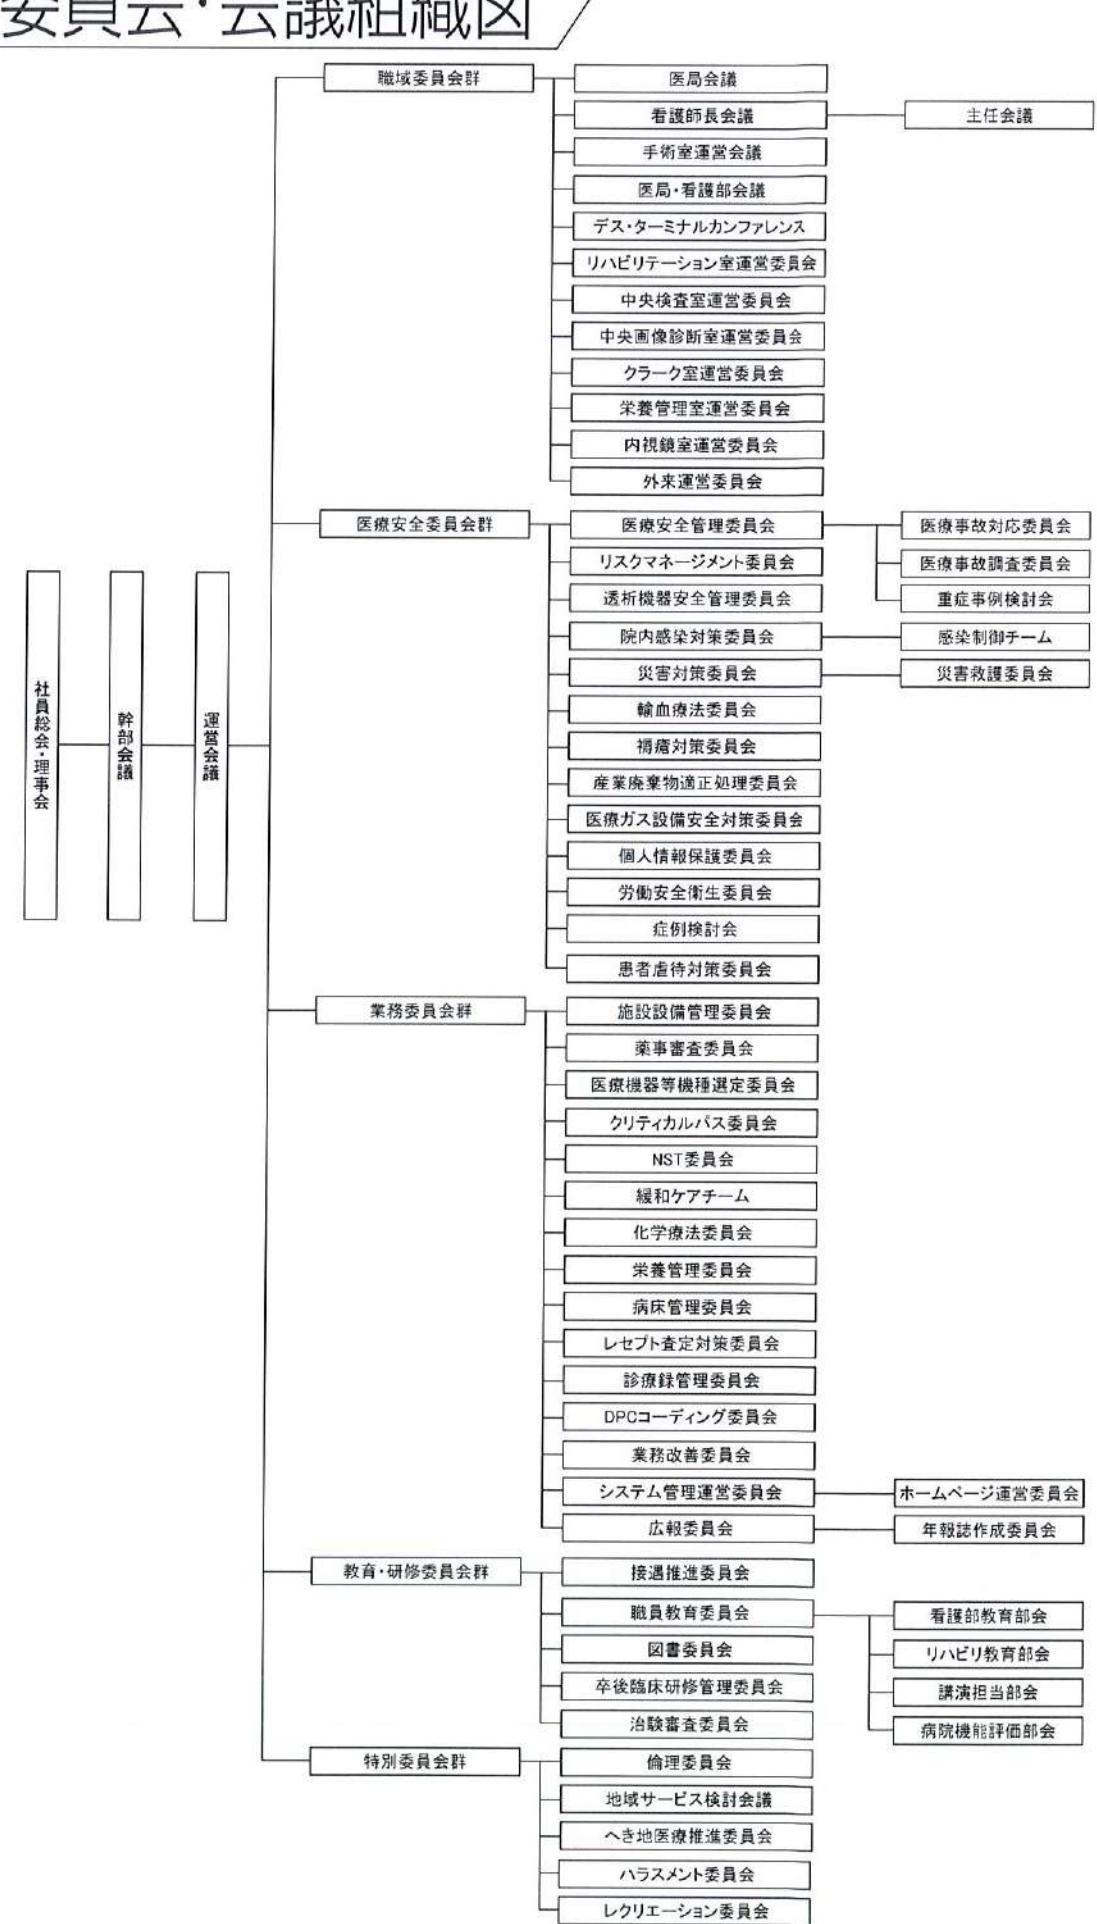 委員会・会議組織図
社員総会・理事会
幹部会議
運営会議
職域委員会群
医局会議
看護師長会議
主任会議
手術室運営会議
医局・看護部会議
デス・ターミナルカンファレンス
リハビリテーション室運営委員会
中央検査室運営委員会
中央画像診断室運営委員会
クラーク室運営委員会
栄養管理室運営委員会
内視鏡室運営委員会
外来運営委員会
医療安全委員会群
医療安全管理委員会
医療事故対応委員会
医療事故調査委員会
重症事例検討会
リスクマネージメント委員会
透析機器安全管理委員会
院内感染対策委員会
感染制御チーム
災害対策委員会
災害救護委員会
輸血療法委員会
褥瘡対策委員会
産業廃棄物適正処理委員会
医療ガス設備安全対策委員会
個人情報保護委員会
労働安全衛生委員会
症例検討会
患者虐待対策委員会
業務委員会群
施設設備管理委員会
薬事審査委員会
医療機器等機種選定委員会
クリティカルパス委員会
NST委員会
緩和ケアチーム
化学療法委員会
栄養管理委員会
病床管理委員会
レセプト査定対策委員会
診療録管理委員会
DPCコーディング委員会
業務改善委員会
システム管理運営委員会
ホームページ運営委員会
広報委員会
年報誌作成委員会
教育・研修委員会群
接遇推進委員会
職員教育委員会
看護部教育部会
リハビリ教育部会
講演担当部会
病院機能評価部会
図書委員会
卒後臨床研修管理委員会
治験審査委員会
特別委員会群
倫理委員会
地域サービス検討会議
へき地医療推進委員会
ハラスメント委員会
レクリエーション委員会